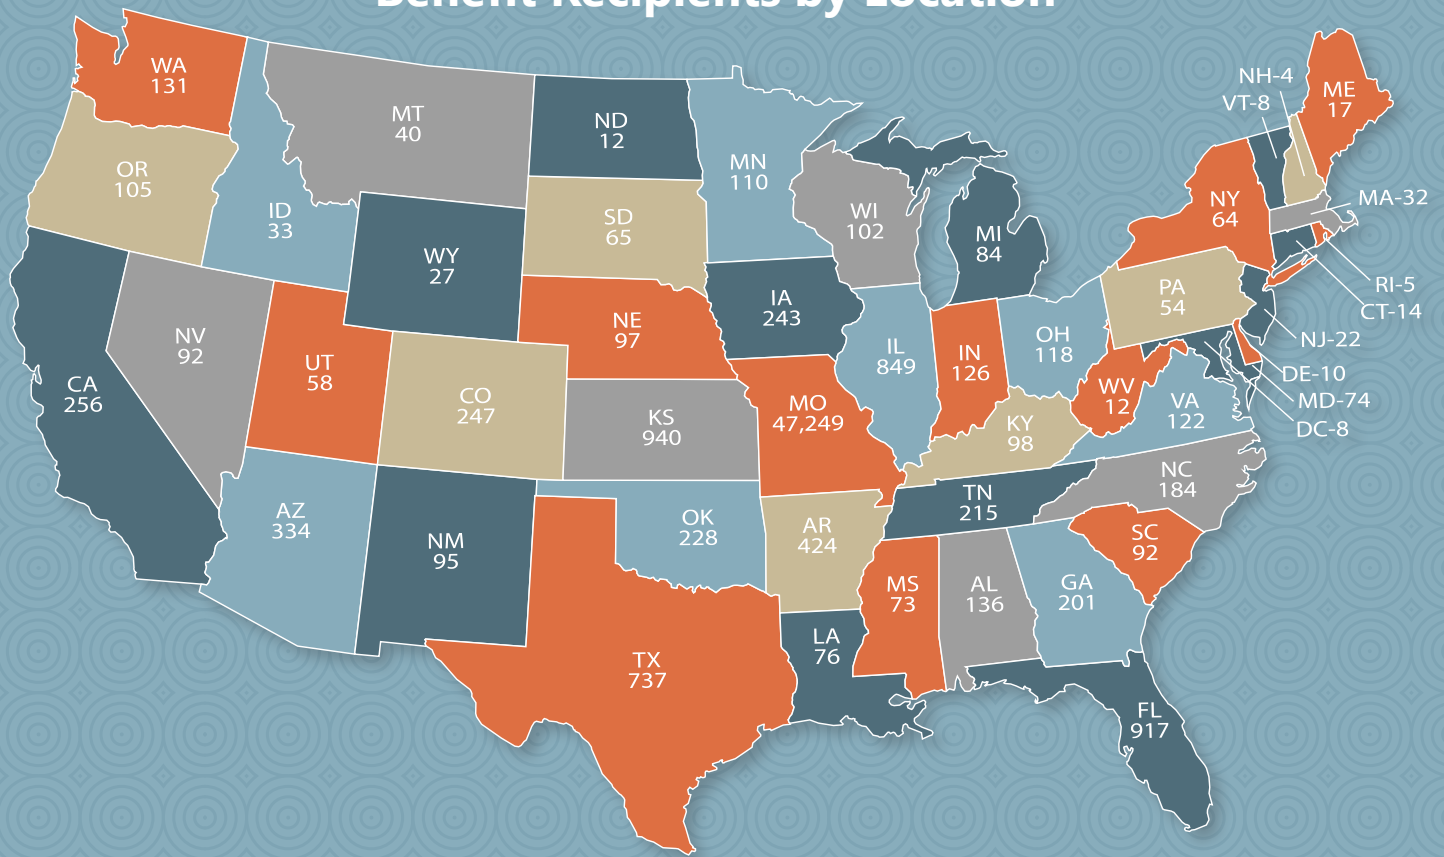 Benefit Recipients by Location
WA
131
OR
105
CA
256
NV
92
ID
33
MT
40
WY
27
UT
58
AZ
334
CO
247
NM
95
ND
12
SD
65
NE
97
KS
940
OK
228
TX
737
MN
110
IA
243
MO
47,249
AR
424
LA
76
WI
102
IL
849
MI
84
IN
126
OH
118
KY
98
TN
215
MS
73
AL
136
GA
201
FL
917
SC
92
NC
184
VA
122
WV
12
PA
54
NY
64
ME
17
NH-4
VT-8
MA-32
RI-5
CT-14
NJ-22
DE-10
MD-74
DC-8